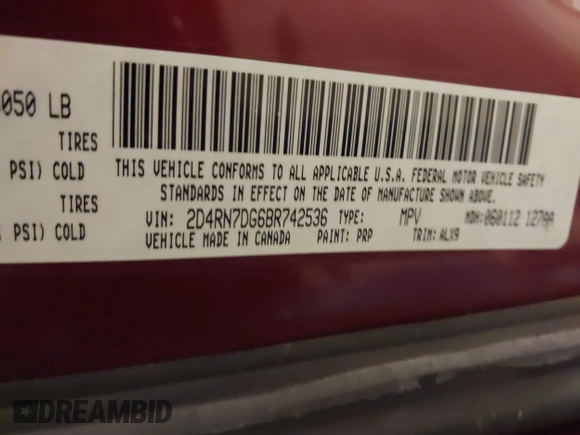 050 LB
TIRES
PSI) COLD
TIRES
PSI) COLD
THIS VEHICLE CONFORMS TO ALL APPLICABLE U.S.A. FEDERAL MOTOR VEHICLE SAFETY
STANDARDS IN EFFECT ON THE DATE OF MANUFACTURE SHOWN ABOVE.
VIN: 2D4RN7DG6BR742536 TYPE: MPV MDH:060112
VEHICLE MADE IN CANADA PAINT: PRP TRIM: ALX9
DREAMBID